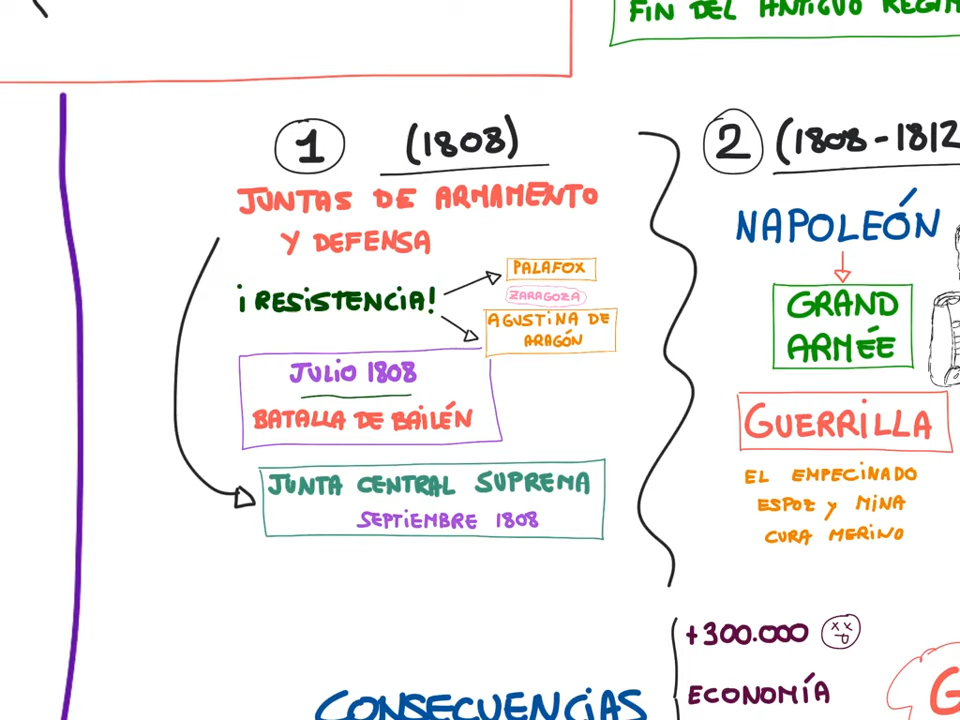 FIN DEL ANTIGUO
1 (1808)
JUNTAS DE ARMAMENTO
Y DEFENSA
¡RESISTENCIA!
PALAFOX
ZARAGOZA
AGUSTINA DE
ARAGÓN
JULIO 1808
BATALLA DE BAILÉN
JUNTA CENTRAL SUPREMA
SEPTIEMBRE 1808
2 (1808-1812
NAPOLEÓN
GRAND
ARMÉE
GUERRILLA
EL EMPECINADO
ESPOZ y MINA
CURA MERINO
CONSECUENCIAS
+300.000
ECONOMÍA
G